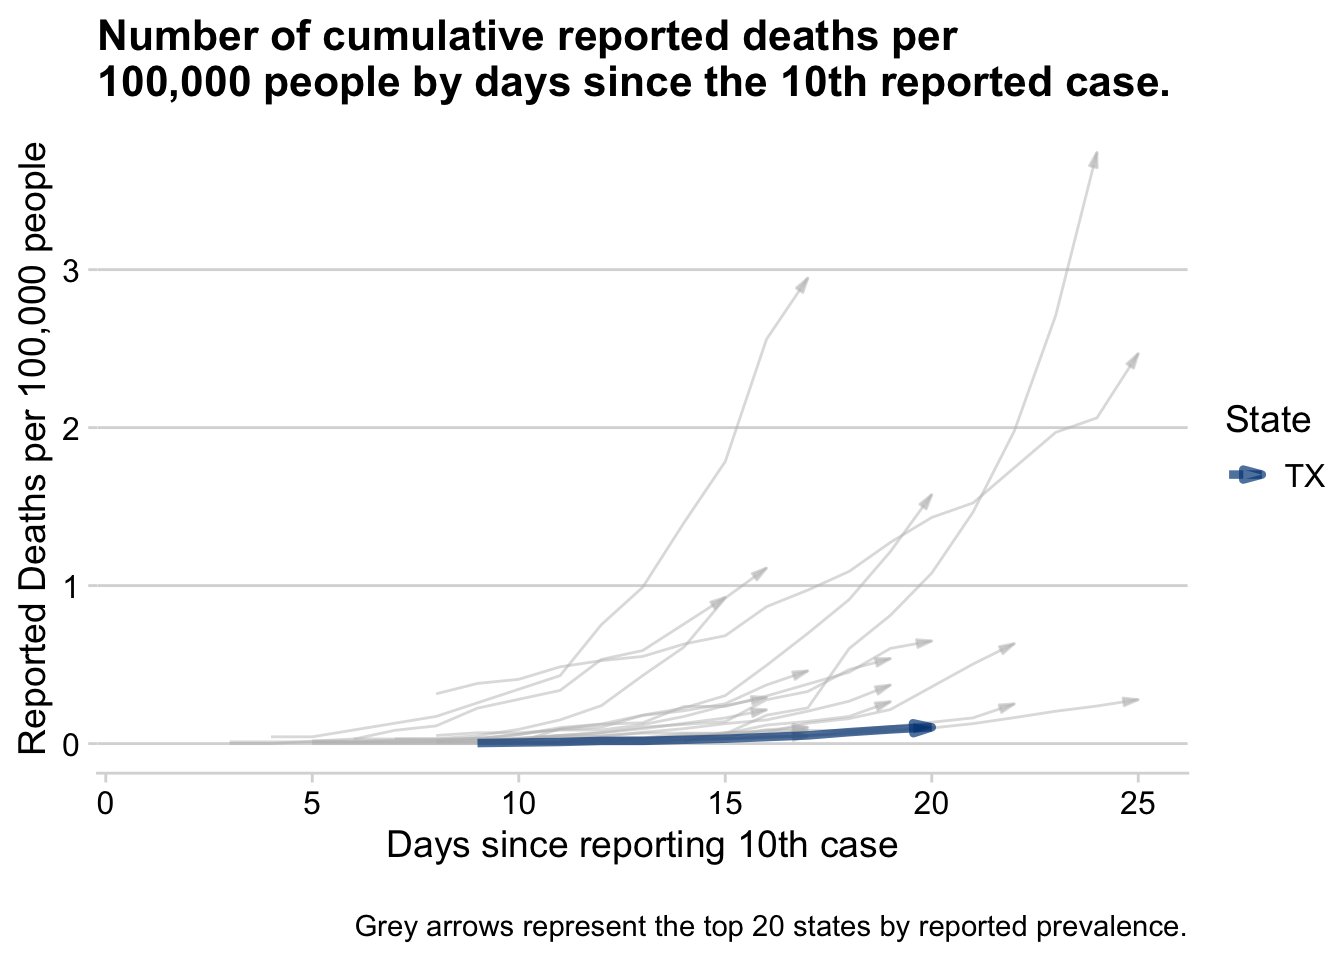 Number of cumulative reported deaths per
100,000 people by days since the 10th reported case.
Reported Deaths per 100,000 people
3
2
1
0
0 5 10 15 20 25
Days since reporting 10th case
State
TX
Grey arrows represent the top 20 states by reported prevalence.